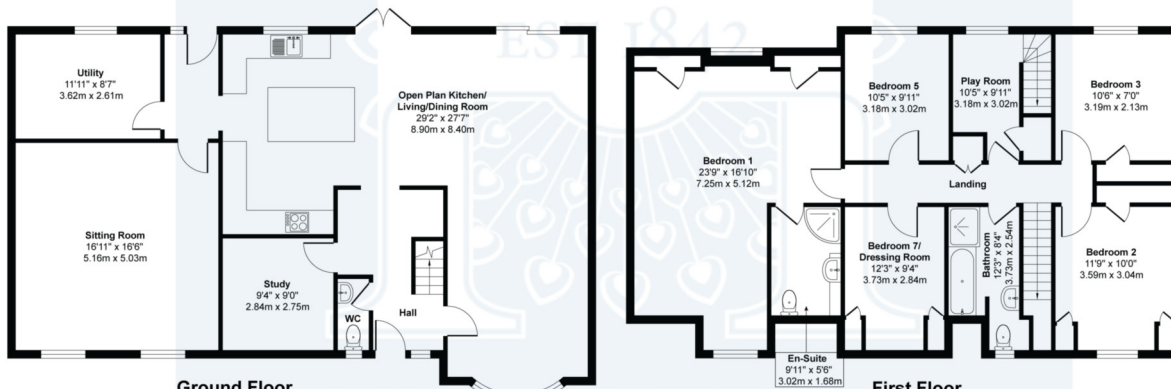 EST 1842
Utility
11'11" x 8'7"
3.62m x 2.61m
Open Plan Kitchen/
Living/Dining Room
29'2" x 27'7"
8.90m x 8.40m
Sitting Room
16'11" x 16'6"
5.16m x 5.03m
Study
9'4" x 9'0"
2.84m x 2.75m
WC
Hall
Ground Floor
Bedroom 1
23'9" x 16'10"
7.25m x 5.12m
Bedroom 5
10'5" x 9'11"
3.18m x 3.02m
Play Room
10'5" x 9'11"
3.18m x 3.02m
Bedroom 3
10'6" x 7'0"
3.19m x 2.13m
Landing
Bedroom 7/
Dressing Room
12'3" x 9'4"
3.73m x 2.84m
Bathroom
12'3" x 8'4"
3.73m x 2.54m
Bedroom 2
11'9" x 10'0"
3.59m x 3.04m
En-Suite
9'11" x 5'6"
3.02m x 1.68m
First Floor